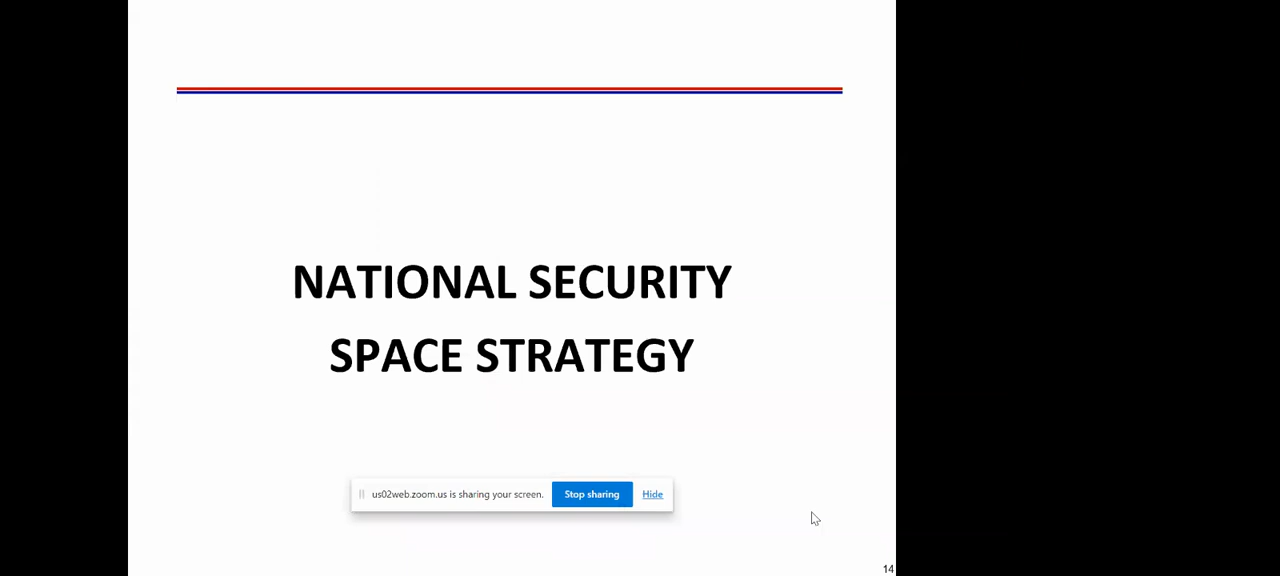 NATIONAL SECURITY
SPACE STRATEGY
us02web.zoom.us is sharing your screen. Stop sharing Hide
14